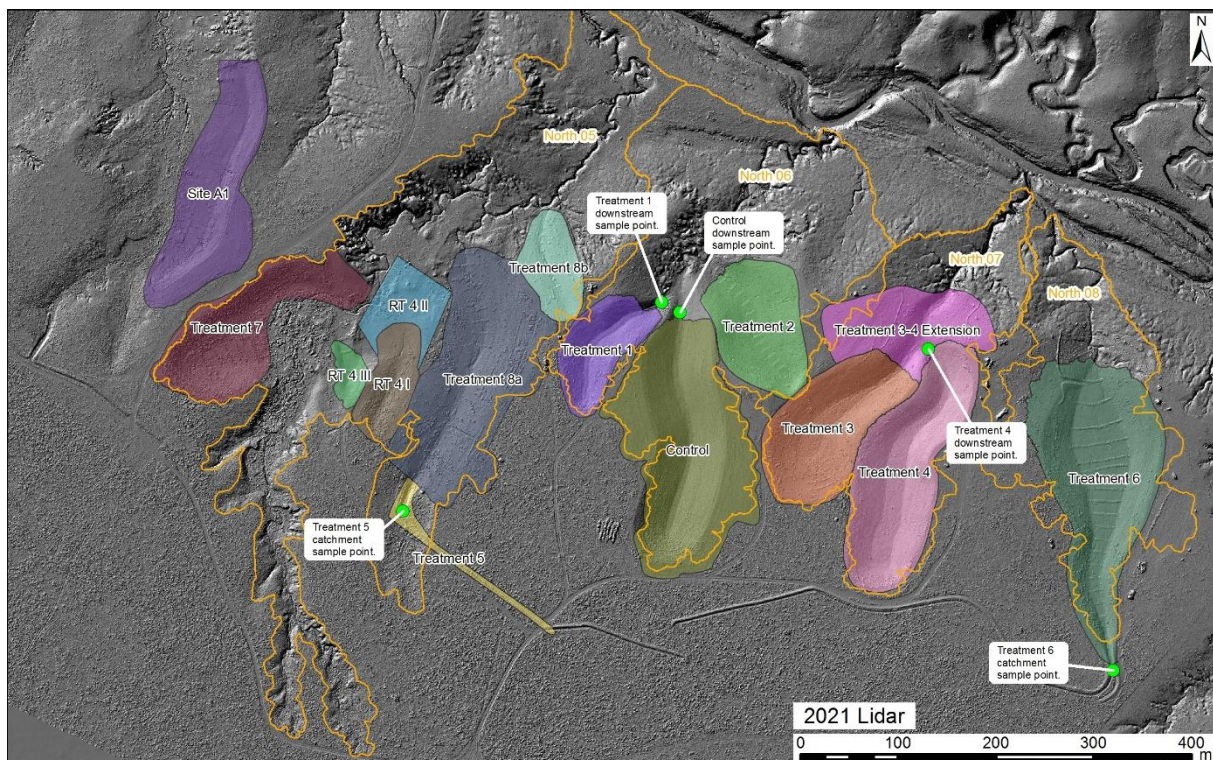 N
North 05
North 06
Site A1
Treatment 1
downstream
sample point.
Control
downstream
sample point.
North 07
Treatment 8b
North 08
RT 4 II
Treatment 7
Treatment 2
Treatment 3-4 Extension
Treatment 1
RT 4 III
RT 4 I
Treatment 8a
Treatment 3
Treatment 4
downstream
sample point.
Control
Treatment 4
Treatment 6
Treatment 5
catchment
sample point.
Treatment 5
Treatment 6
catchment
sample point.
2021 Lidar
0 100 200 400
m